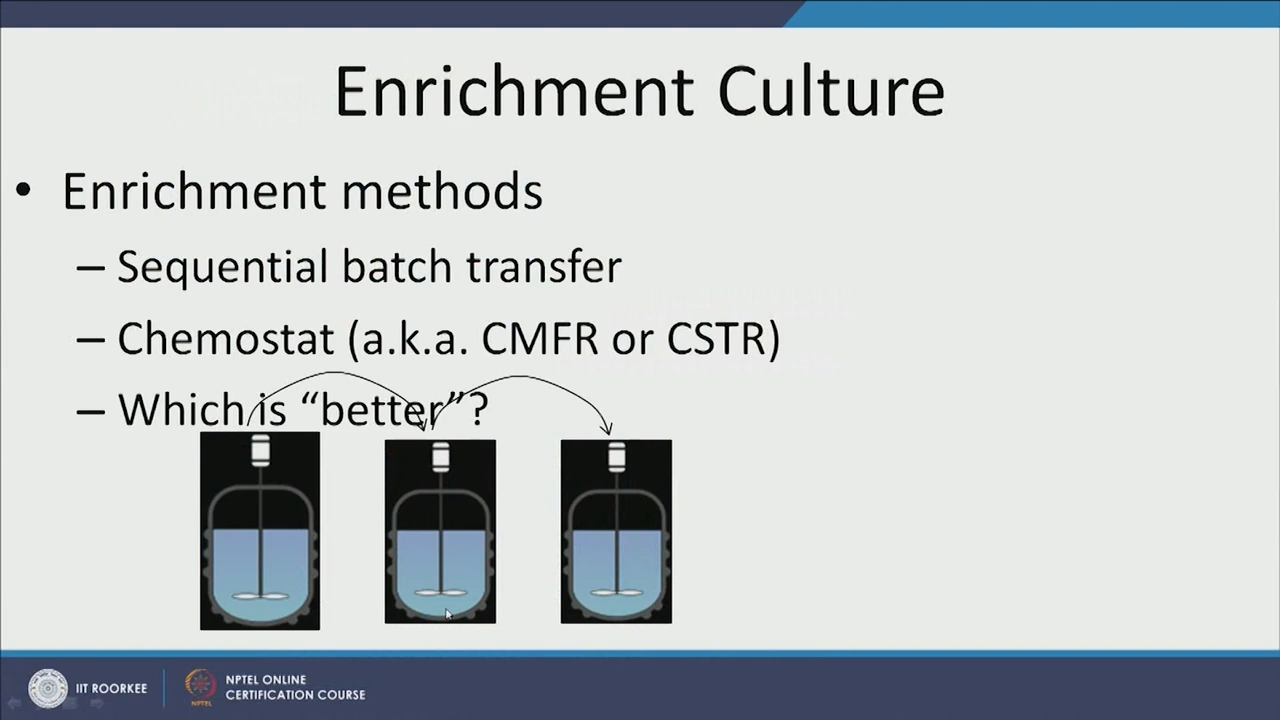 Enrichment Culture
• Enrichment methods
– Sequential batch transfer
– Chemostat (a.k.a. CMFR or CSTR)
– Which is “better”?
IIT ROORKEE
NPTEL
NPTEL ONLINE
CERTIFICATION COURSE